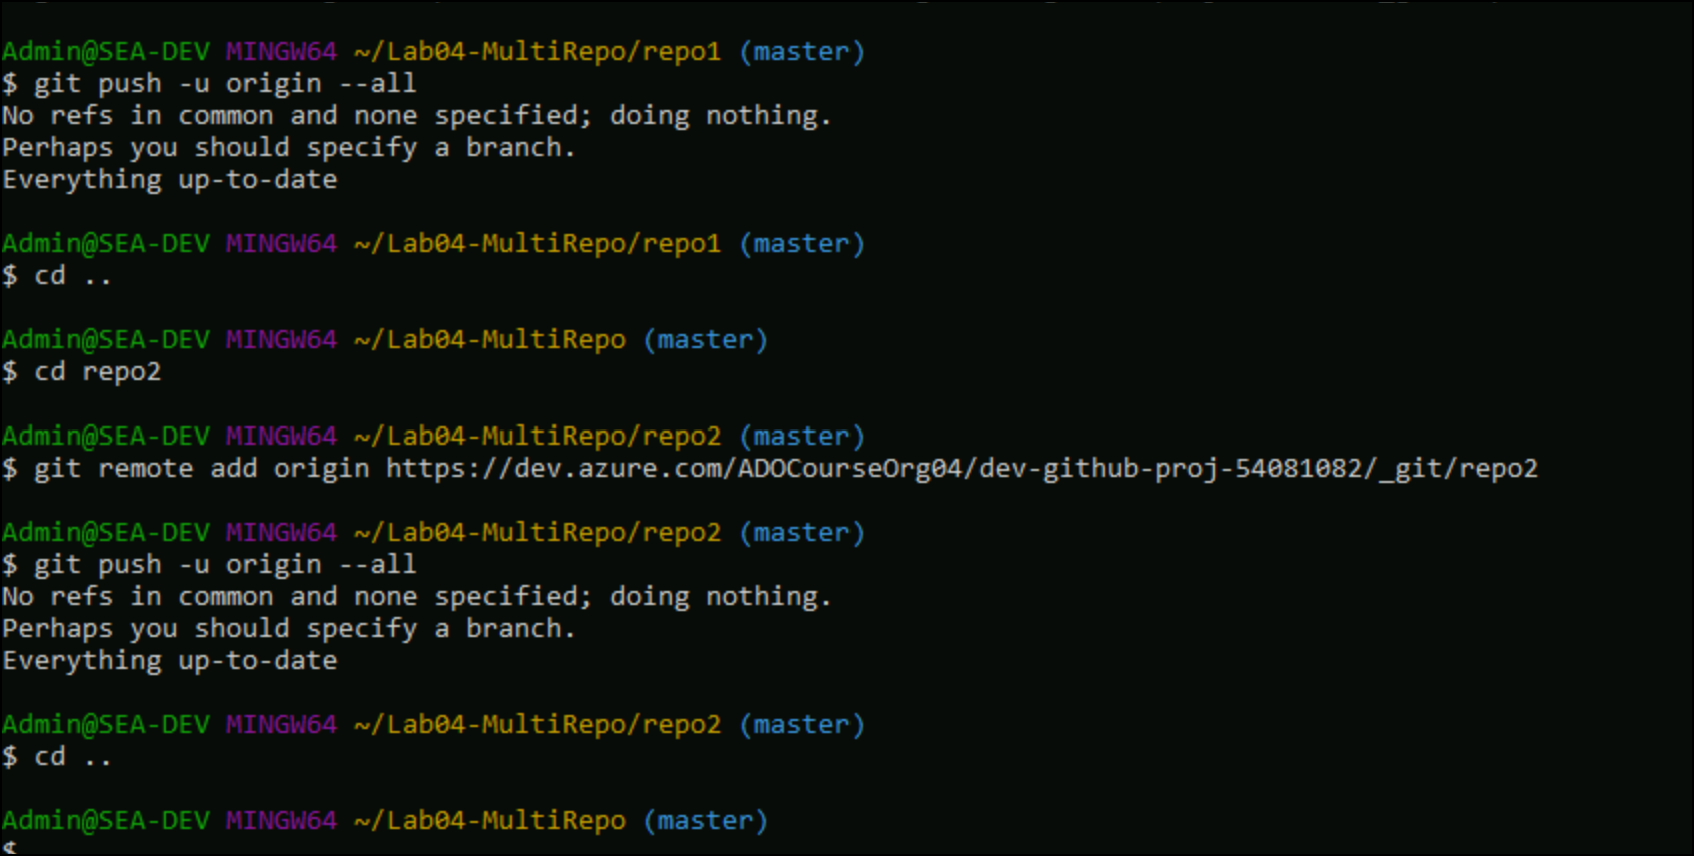 Admin@SEA-DEV MINGW64 ~/Lab04-MultiRepo/repo1 (master)
$ git push -u origin --all
No refs in common and none specified; doing nothing.
Perhaps you should specify a branch.
Everything up-to-date
Admin@SEA-DEV MINGW64 ~/Lab04-MultiRepo/repo1 (master)
$ cd ..
Admin@SEA-DEV MINGW64 ~/Lab04-MultiRepo (master)
$ cd repo2
Admin@SEA-DEV MINGW64 ~/Lab04-MultiRepo/repo2 (master)
$ git remote add origin https://dev.azure.com/ADOCourseOrg04/dev-github-proj-54081082/_git/repo2
Admin@SEA-DEV MINGW64 ~/Lab04-MultiRepo/repo2 (master)
$ git push -u origin --all
No refs in common and none specified; doing nothing.
Perhaps you should specify a branch.
Everything up-to-date
Admin@SEA-DEV MINGW64 ~/Lab04-MultiRepo/repo2 (master)
$ cd ..
Admin@SEA-DEV MINGW64 ~/Lab04-MultiRepo (master)
$